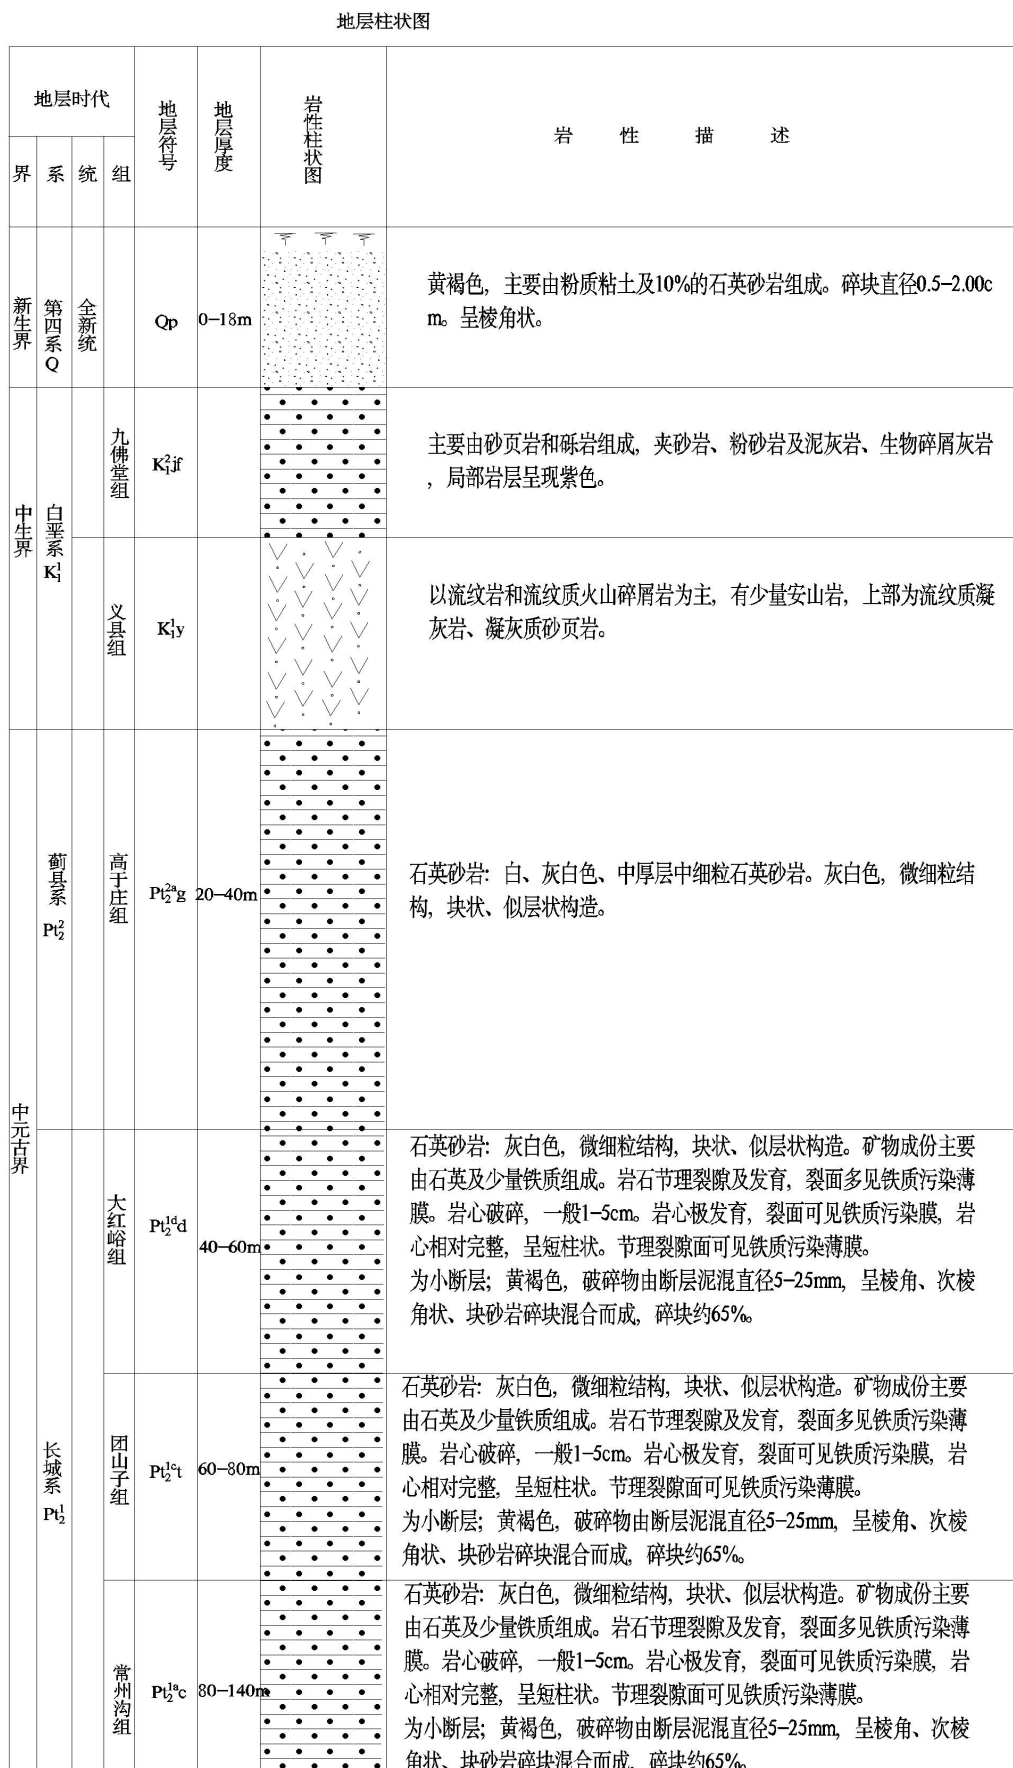 地层柱状图
地层时代
界
系
统
组
地层符号
地层厚度
岩性柱状图
岩性描述
新生界
第四系Q
全新统
Qp
0-18m
黄褐色，主要由粉质粘土及10%的石英砂岩组成。碎块直径0.5-2.00c
m。呈棱角状。
中生界
白垩系
K₁¹
九佛堂组
K₁²jf
主要由砂页岩和砾岩组成，夹砂岩、粉砂岩及泥灰岩、生物碎屑灰岩
，局部岩层呈现紫色。
义县组
K₁¹y
以流纹岩和流纹质火山碎屑岩为主，有少量安山岩，上部为流纹质凝
灰岩、凝灰质砂页岩。
中元古界
蓟县系
Pt₂²
高于庄组
Pt₂²ᵃg
20-40m
石英砂岩：白、灰白色、中厚层中细粒石英砂岩。灰白色，微细粒结
构，块状、似层状构造。
长城系
Pt₂¹
大红峪组
Pt₂¹ᵈd
40-60m
石英砂岩：灰白色，微细粒结构，块状、似层状构造。矿物成份主要
由石英及少量铁质组成。岩石节理裂隙及发育，裂面多见铁质污染薄
膜。岩心破碎，一般1-5cm。岩心极发育，裂面可见铁质污染膜，岩
心相对完整，呈短柱状。节理裂隙面可见铁质污染薄膜。
为小断层；黄褐色，破碎物由断层泥混直径5-25mm，呈棱角、次棱
角状、块砂岩碎块混合而成，碎块约65%。
团山子组
Pt₂¹ᶜt
60-80m
石英砂岩：灰白色，微细粒结构，块状、似层状构造。矿物成份主要
由石英及少量铁质组成。岩石节理裂隙及发育，裂面多见铁质污染薄
膜。岩心破碎，一般1-5cm。岩心极发育，裂面可见铁质污染膜，岩
心相对完整，呈短柱状。节理裂隙面可见铁质污染薄膜。
为小断层；黄褐色，破碎物由断层泥混直径5-25mm，呈棱角、次棱
角状、块砂岩碎块混合而成，碎块约65%。
常州沟组
Pt₂¹ᵃc
80-140m
石英砂岩：灰白色，微细粒结构，块状、似层状构造。矿物成份主要
由石英及少量铁质组成。岩石节理裂隙及发育，裂面多见铁质污染薄
膜。岩心破碎，一般1-5cm。岩心极发育，裂面可见铁质污染膜，岩
心相对完整，呈短柱状。节理裂隙面可见铁质污染薄膜。
为小断层；黄褐色，破碎物由断层泥混直径5-25mm，呈棱角、次棱
角状、块砂岩碎块混合而成，碎块约65%。